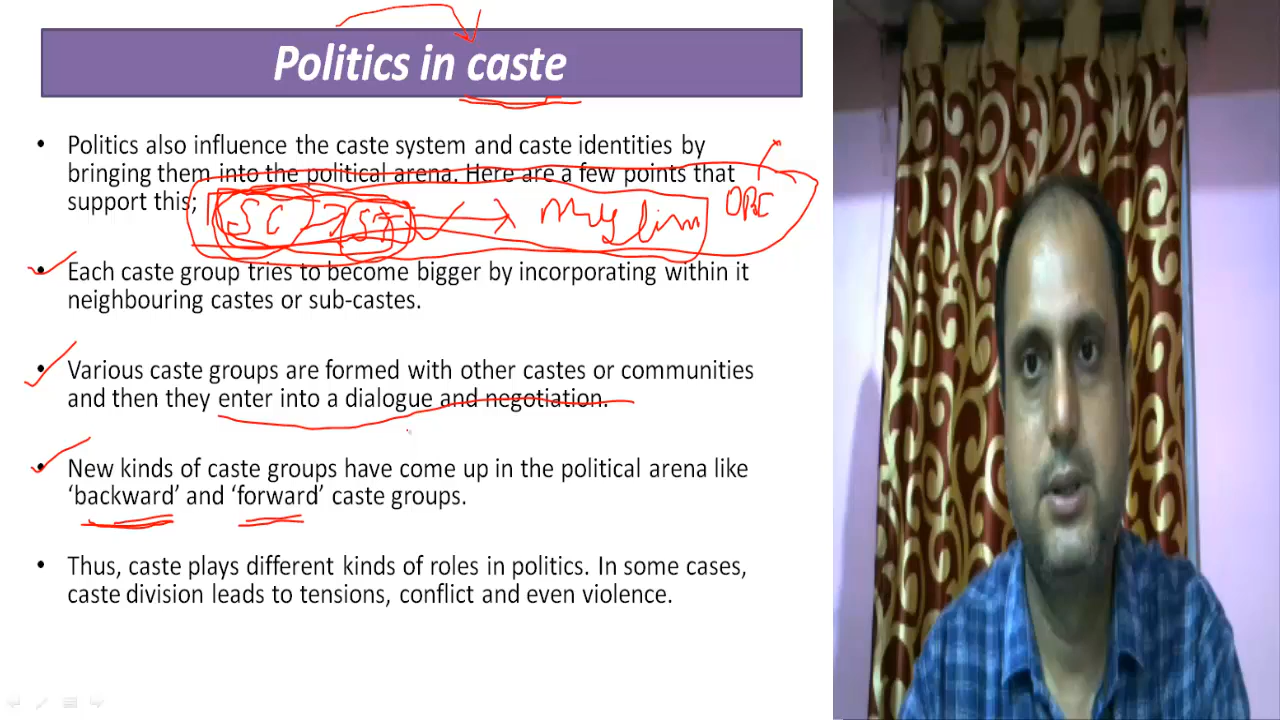 Politics in caste
• Politics also influence the caste system and caste identities by
bringing them into the political arena. Here are a few points that
support this;
SC → ST → Muslim OBC
• Each caste group tries to become bigger by incorporating within it
neighbouring castes or sub-castes.
• Various caste groups are formed with other castes or communities
and then they enter into a dialogue and negotiation.
• New kinds of caste groups have come up in the political arena like
‘backward’ and ‘forward’ caste groups.
• Thus, caste plays different kinds of roles in politics. In some cases,
caste division leads to tensions, conflict and even violence.